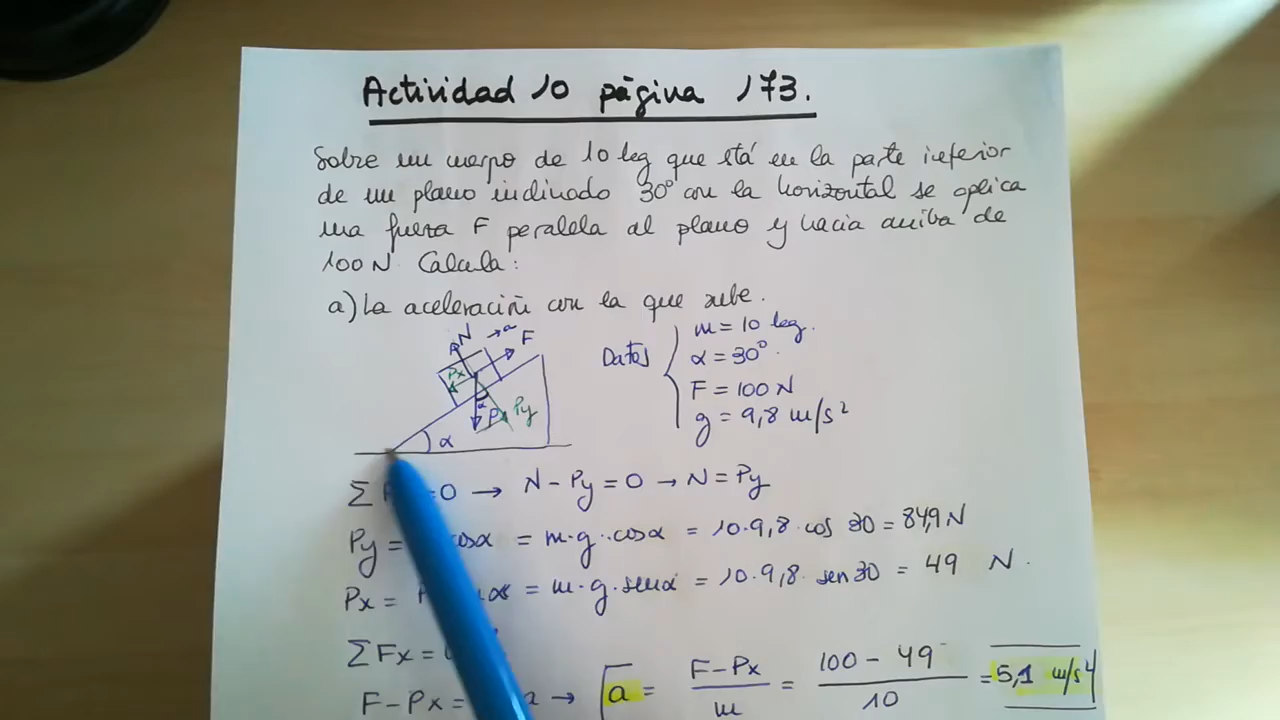 Actividad 10 página 173.
Sobre un cuerpo de 10 kg que está en la parte inferior
de un plano inclinado 30° con la horizontal se aplica
una fuerza F paralela al plano y hacia arriba de
100 N. Calcula:
a) La aceleración con la que sube.
N → a F
Px
α P Py
α
Datos
m = 10 kg.
α = 30°.
F = 100 N
g = 9,8 m/s²
Σ =0 → N - Py = 0 → N = Py
Py = cosα = m·g·cosα = 10·9,8·cos 30 = 84,9 N
Px = = m·g·senα = 10·9,8·sen 30 = 49 N.
Σ Fx =
F - Px = a → a = F - Px / m = 100 - 49 / 10 = 5,1 m/s²